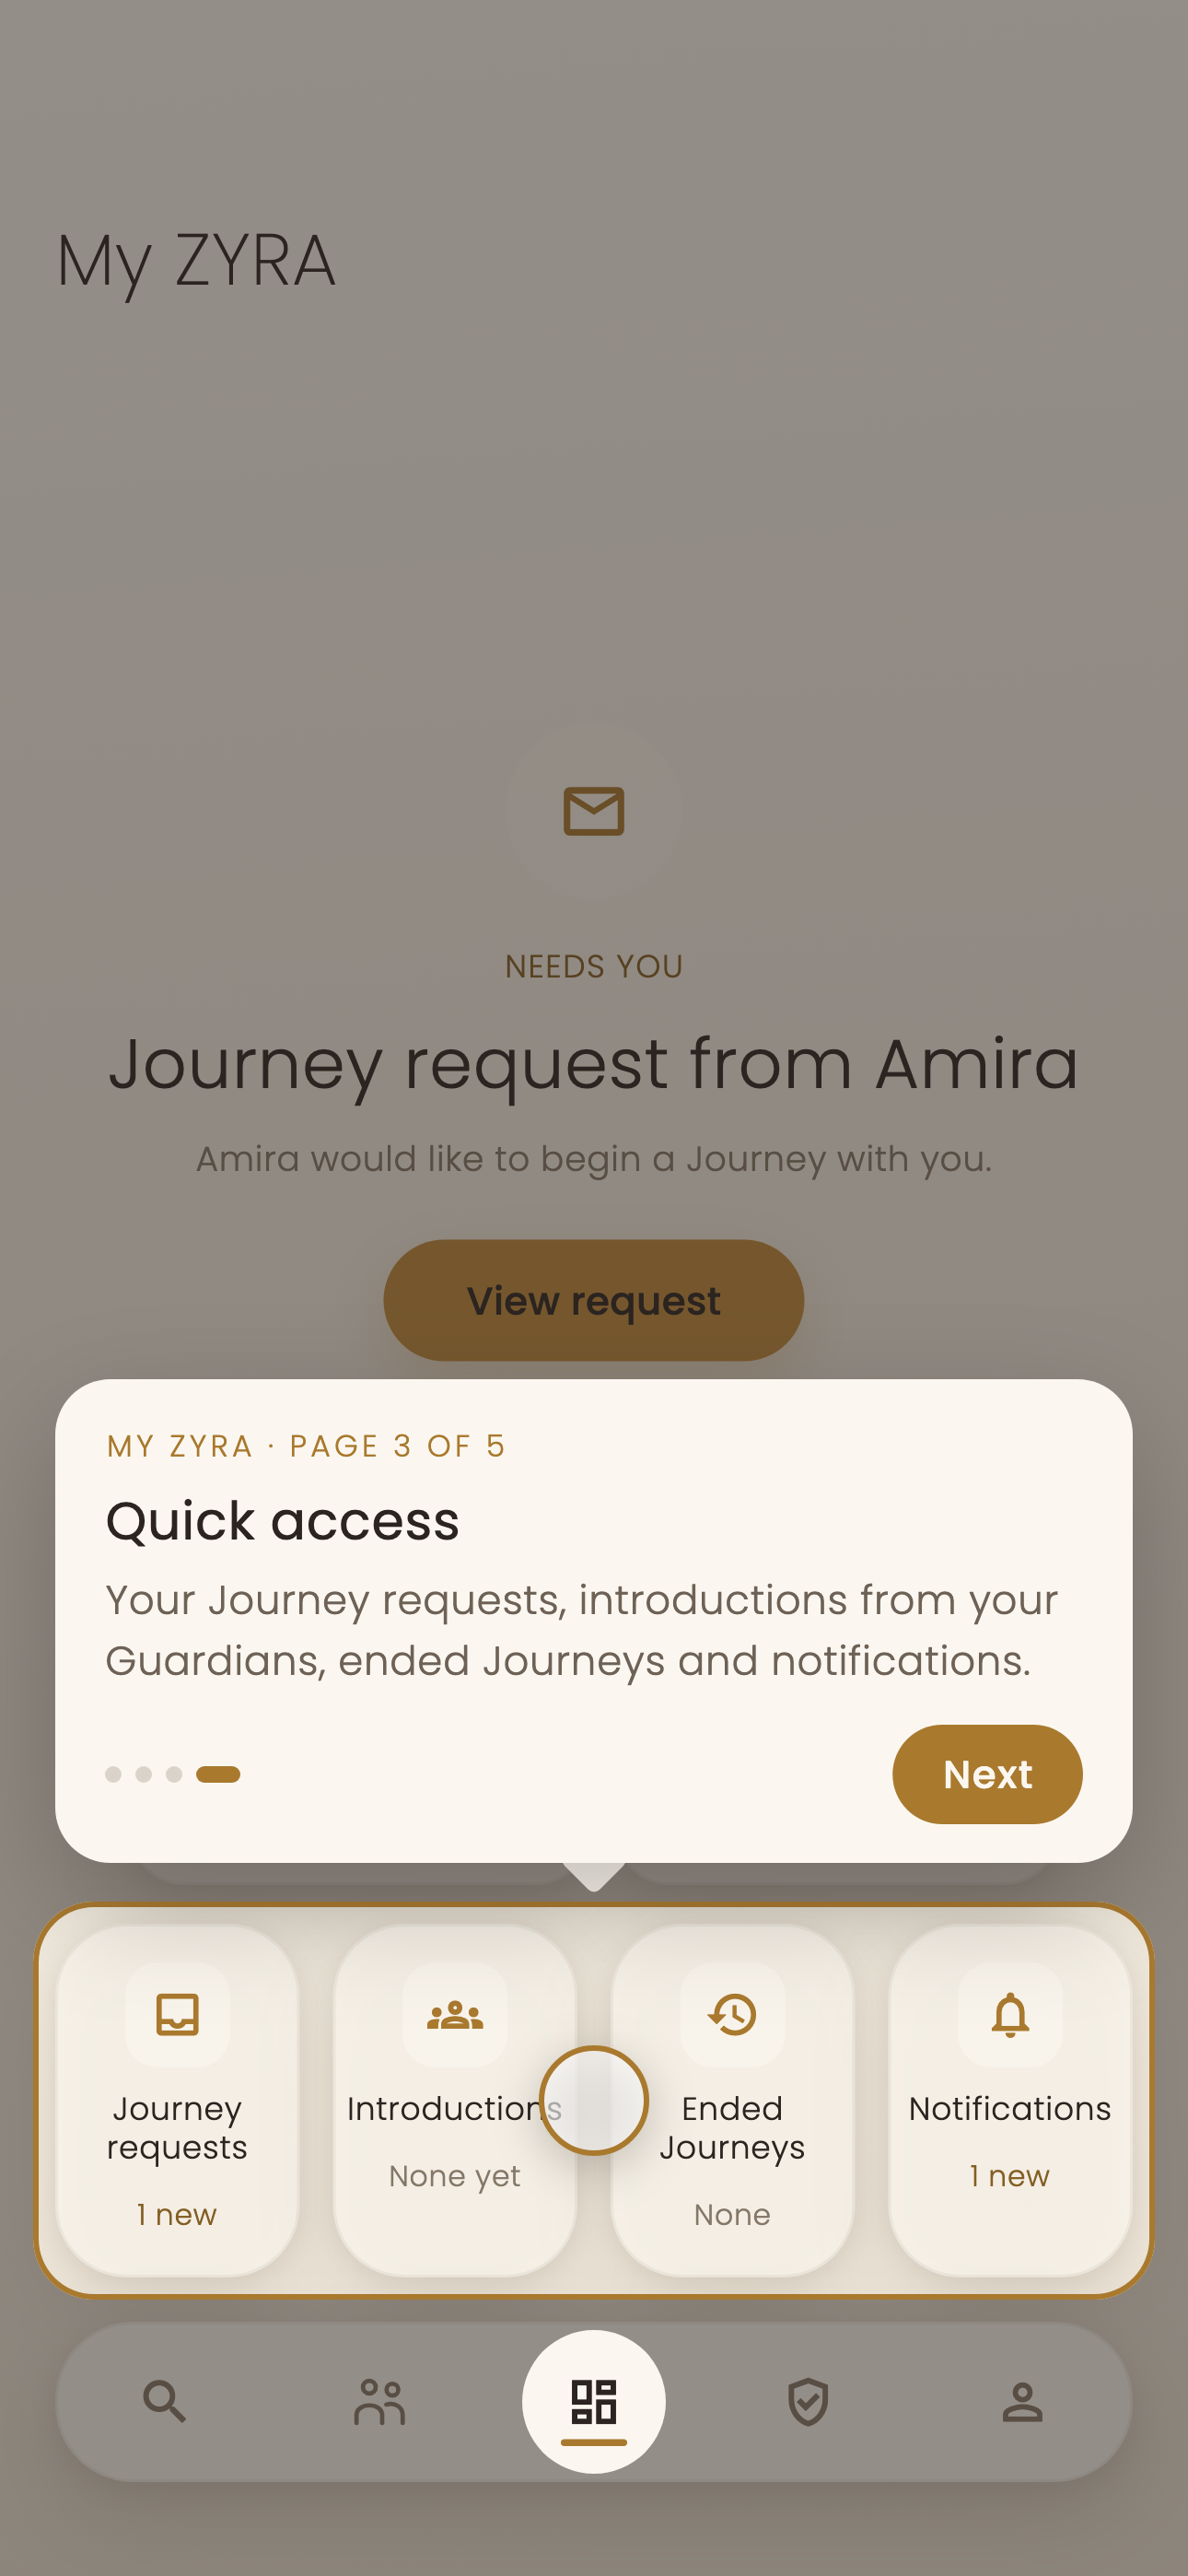 My ZYRA
NEEDS YOU
Journey request from Amira
Amira would like to begin a Journey with you.
View request
MY ZYRA · PAGE 3 OF 5
Quick access
Your Journey requests, introductions from your
Guardians, ended Journeys and notifications.
Next
Journey
requests
1 new
Introductions
None yet
Ended
Journeys
None
Notifications
1 new